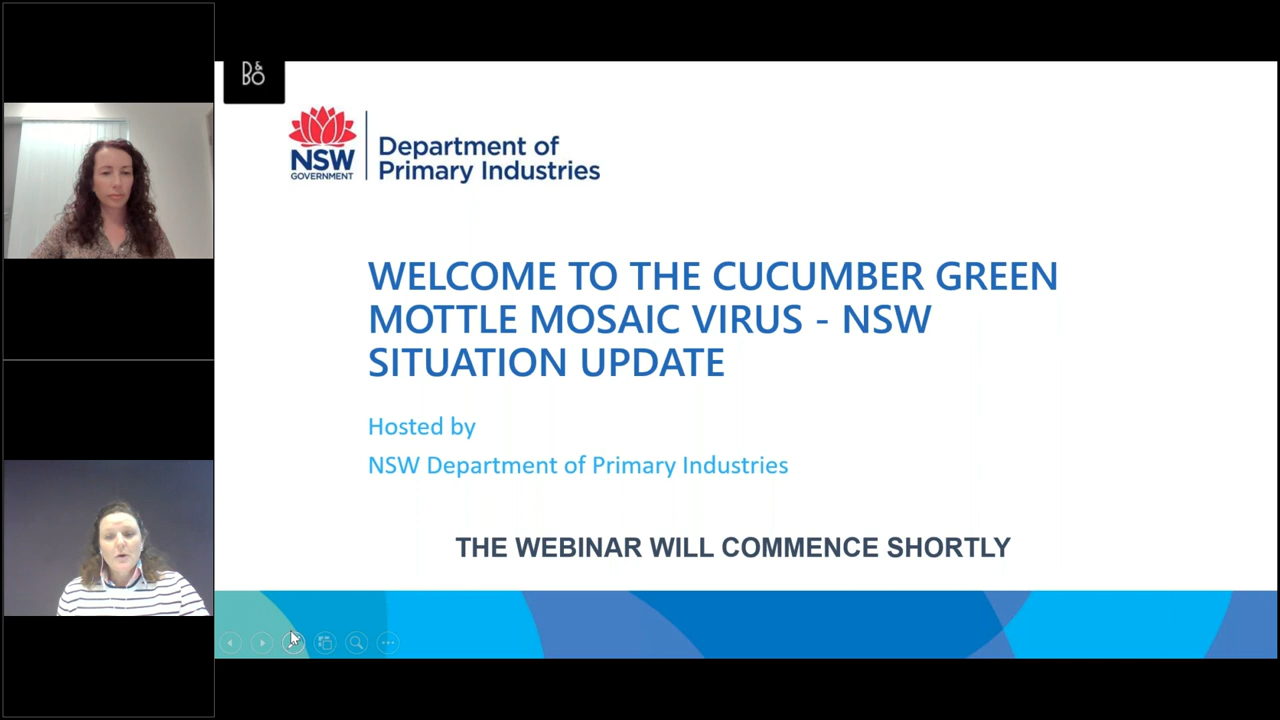 B&O
NSW
GOVERNMENT
Department of
Primary Industries
WELCOME TO THE CUCUMBER GREEN
MOTTLE MOSAIC VIRUS - NSW
SITUATION UPDATE
Hosted by
NSW Department of Primary Industries
THE WEBINAR WILL COMMENCE SHORTLY